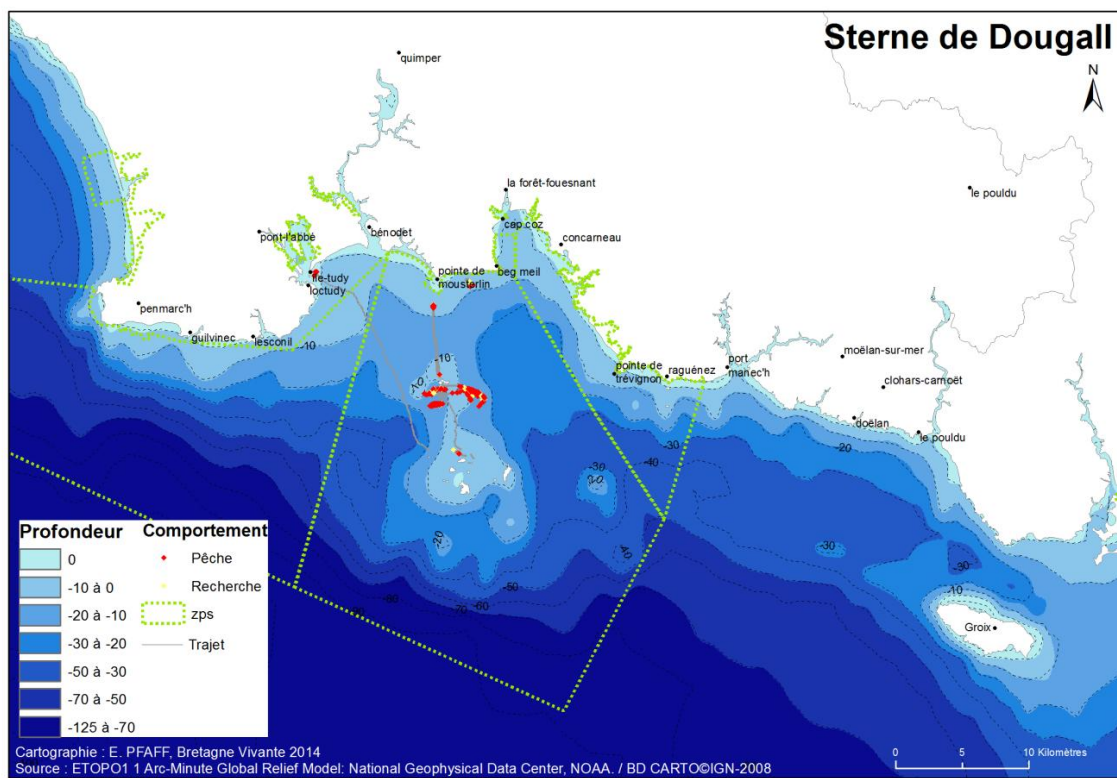 Sterne de Dougall
N
quimper
la forêt-fouesnant
le pouldu
cap coz
pont-l'abbé
bénodet
concarneau
île-tudy
loctudy
pointe de
mousterlin
beg meil
penmarc'h
guilvinec
lesconil
-10
-10
-10
pointe de
trévignon
raguénez
port
manec'h
moëlan-sur-mer
clohars-carnoët
doëlan
le pouldu
-20
-30
-40
-30
-20
-20
-40
-30
-30
-10
-50
-60
-70
-80
Groix
Profondeur
0
-10 à 0
-20 à -10
-30 à -20
-50 à -30
-70 à -50
-125 à -70
Comportement
Pêche
Recherche
zps
Trajet
0 5 10 Kilomètres
Cartographie : E. PFAFF, Bretagne Vivante 2014
Source : ETOPO1 1 Arc-Minute Global Relief Model: National Geophysical Data Center, NOAA. / BD CARTO©IGN-2008